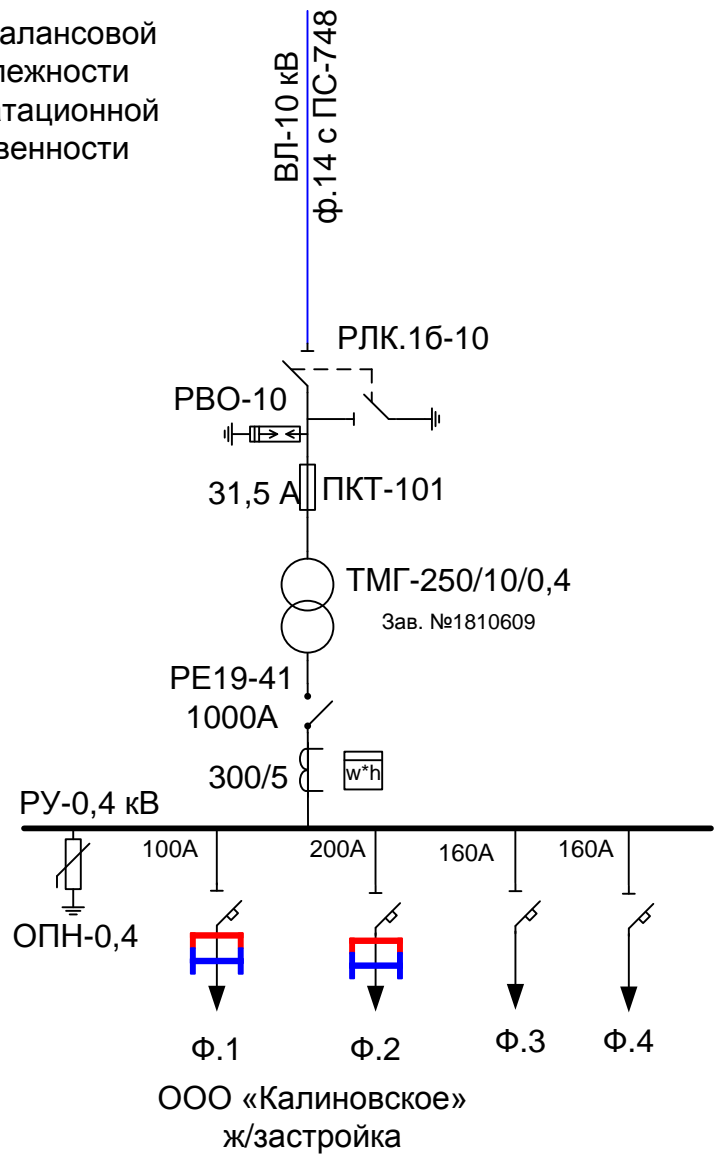 алансовой
лежности
атационной
венности
ВЛ-10 кВ
ф.14 с ПС-748
РЛК.1б-10
РВО-10
31,5 А
ПКТ-101
ТМГ-250/10/0,4
Зав. №1810609
РЕ19-41
1000А
300/5
w*h
РУ-0,4 кВ
100А
200А
160А
160А
ОПН-0,4
Ф.1
Ф.2
Ф.3
Ф.4
ООО «Калиновское»
ж/застройка